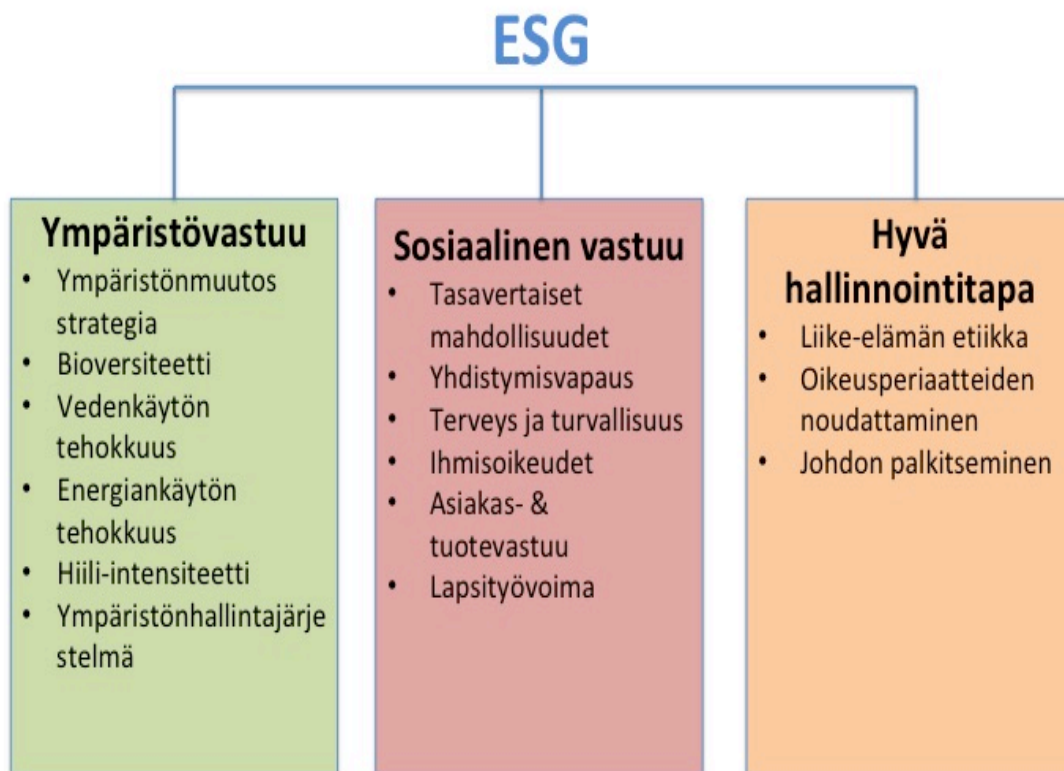 ESG
Ympäristövastuu
• Ympäristönmuutos
strategia
• Bioversiteetti
• Vedenkäytön
tehokkuus
• Energiankäytön
tehokkuus
• Hiili-intensiteetti
• Ympäristönhallintajärje
stelmä
Sosiaalinen vastuu
• Tasavertaiset
mahdollisuudet
• Yhdistymisvapaus
• Terveys ja turvallisuus
• Ihmisoikeudet
• Asiakas- &
tuotevastuu
• Lapsityövoima
Hyvä
hallinnointitapa
• Liike-elämän etiikka
• Oikeusperiaatteiden
noudattaminen
• Johdon palkitseminen